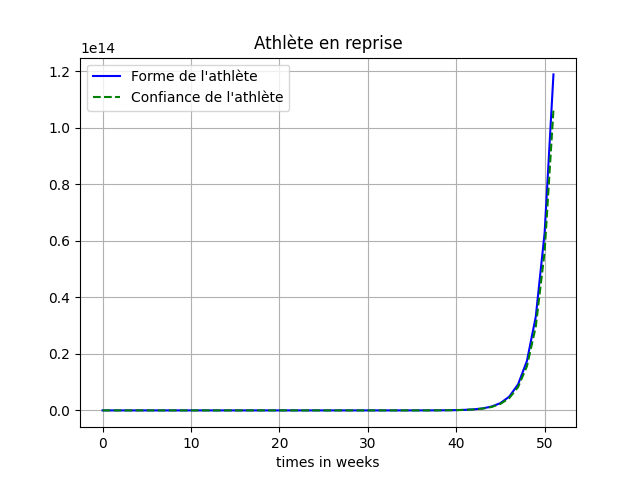 Athlète en reprise
1e14
Forme de l'athlète
Confiance de l'athlète
1.2
1.0
0.8
0.6
0.4
0.2
0.0
0 10 20 30 40 50
times in weeks